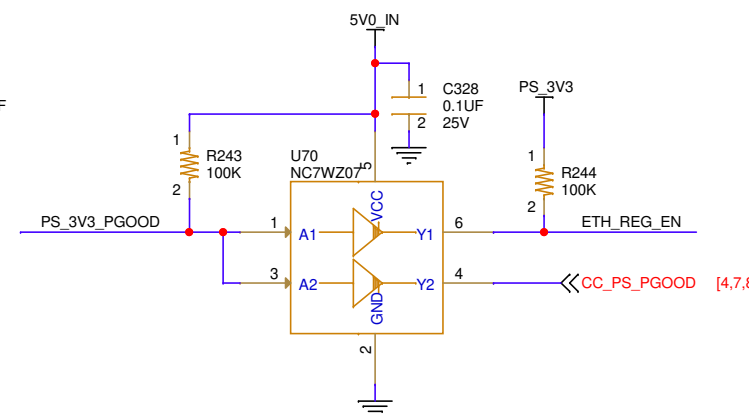 5V0_IN
1
C328
0.1UF
2
25V
PS_3V3
F
1
R243
100K
2
U70
NC7WZ07
5
VCC
1
R244
100K
2
PS_3V3_PGOOD
1
A1
Y1
6
ETH_REG_EN
3
A2
Y2
4
CC_PS_PGOOD
[4,7,8
GND
2